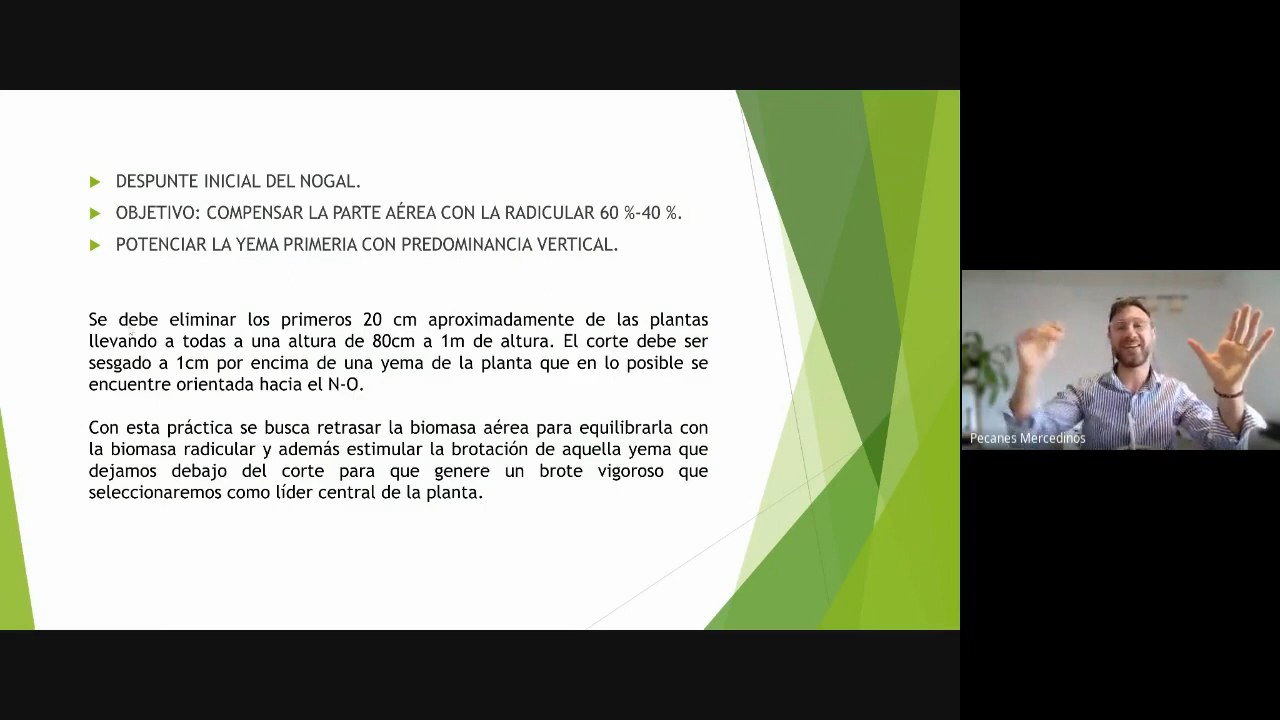 DESPUNTE INICIAL DEL NOGAL.
OBJETIVO: COMPENSAR LA PARTE AÉREA CON LA RADICULAR 60 %-40 %.
POTENCIAR LA YEMA PRIMERIA CON PREDOMINANCIA VERTICAL.
Se debe eliminar los primeros 20 cm aproximadamente de las plantas
llevando a todas a una altura de 80cm a 1m de altura. El corte debe ser
sesgado a 1cm por encima de una yema de la planta que en lo posible se
encuentre orientada hacia el N-O.
Con esta práctica se busca retrasar la biomasa aérea para equilibrarla con
la biomasa radicular y además estimular la brotación de aquella yema que
dejamos debajo del corte para que genere un brote vigoroso que
seleccionaremos como líder central de la planta.
Pecanes Mercedinos